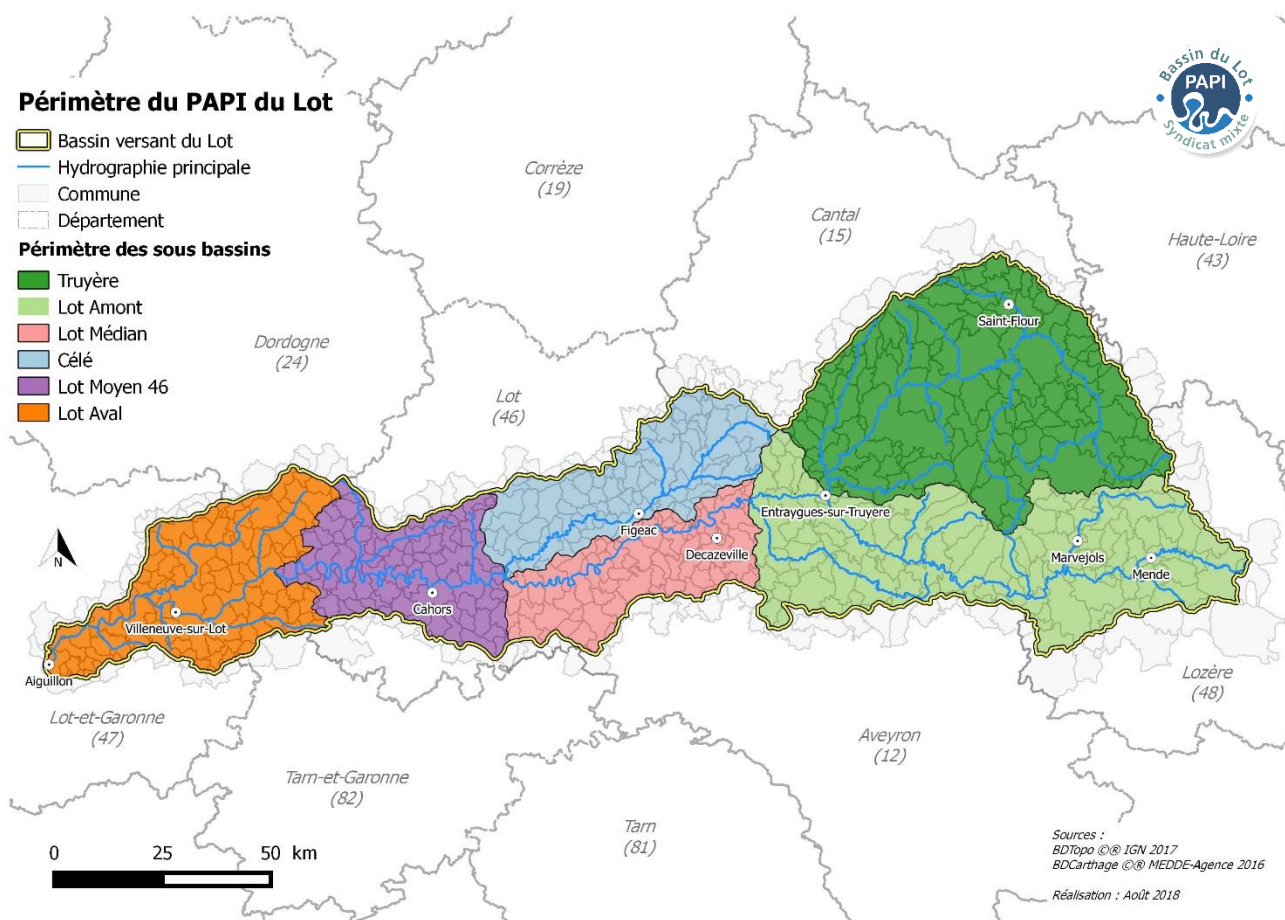 Périmètre du PAPI du Lot
Bassin versant du Lot
Hydrographie principale
Commune
Département
Périmètre des sous bassins
Truyère
Lot Amont
Lot Médian
Célé
Lot Moyen 46
Lot Aval
Bassin du Lot
PAPI
Syndicat mixte
Corrèze
(19)
Cantal
(15)
Haute-Loire
(43)
Dordogne
(24)
Lot
(46)
Saint-Flour
Entraygues-sur-Truyere
Figeac
Decazeville
Marvejols
Mende
Cahors
Villeneuve-sur-Lot
Aiguillon
N
Lot-et-Garonne
(47)
Lozère
(48)
Aveyron
(12)
Tarn-et-Garonne
(82)
Tarn
(81)
0 25 50 km
Sources :
BDTopo ©® IGN 2017
BDCarthage ©® MEDDE-Agence 2016
Réalisation : Août 2018